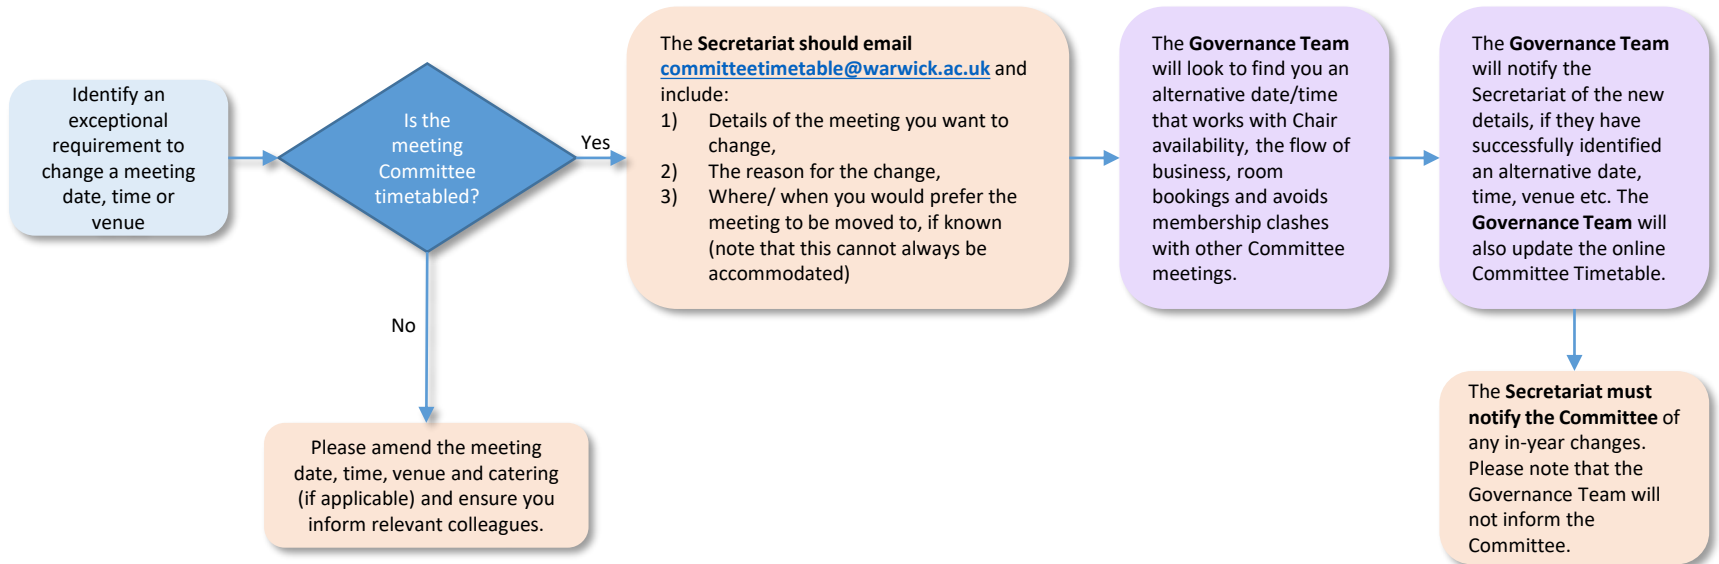 Identify an
exceptional
requirement to
change a meeting
date, time or
venue
Is the
meeting
Committee
timetabled?
Yes
No
Please amend the meeting
date, time, venue and catering
(if applicable) and ensure you
inform relevant colleagues.
The Secretariat should email
committeetimetable@warwick.ac.uk and
include:
1) Details of the meeting you want to
change,
2) The reason for the change,
3) Where/ when you would prefer the
meeting to be moved to, if known
(note that this cannot always be
accommodated)
The Governance Team
will look to find you an
alternative date/time
that works with Chair
availability, the flow of
business, room
bookings and avoids
membership clashes
with other Committee
meetings.
The Governance Team
will notify the
Secretariat of the new
details, if they have
successfully identified
an alternative date,
time, venue etc. The
Governance Team will
also update the online
Committee Timetable.
The Secretariat must
notify the Committee of
any in-year changes.
Please note that the
Governance Team will
not inform the
Committee.